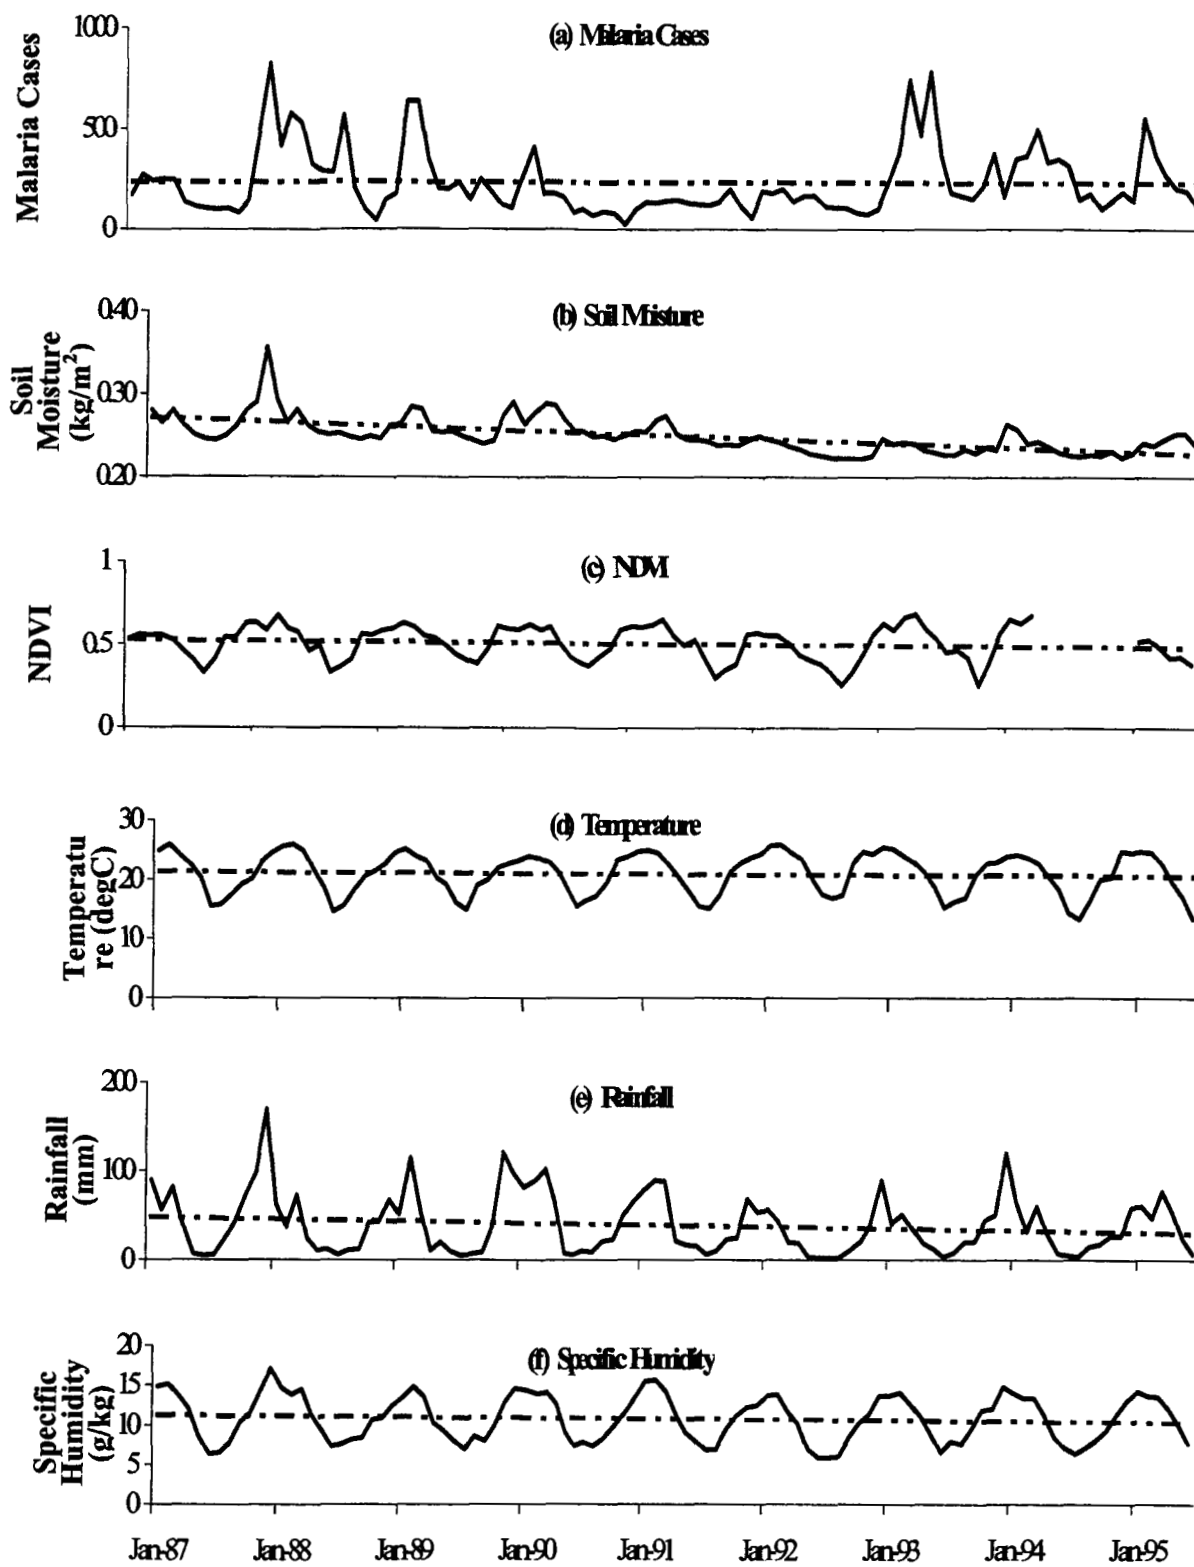 (a) Malaria Cases
Malaria Cases
1000
500
0
(b) Soil Moisture
Soil
Moisture
(kg/m²)
0.40
0.30
0.20
(c) NDVI
NDVI
1
0.5
0
(d) Temperature
Temperatu
re (degC)
30
20
10
0
(e) Rainfall
Rainfall
(mm)
200
100
0
(f) Specific Humidity
Specific
Humidity
(g/kg)
20
15
10
5
0
Jan-87 Jan-88 Jan-89 Jan-90 Jan-91 Jan-92 Jan-93 Jan-94 Jan-95